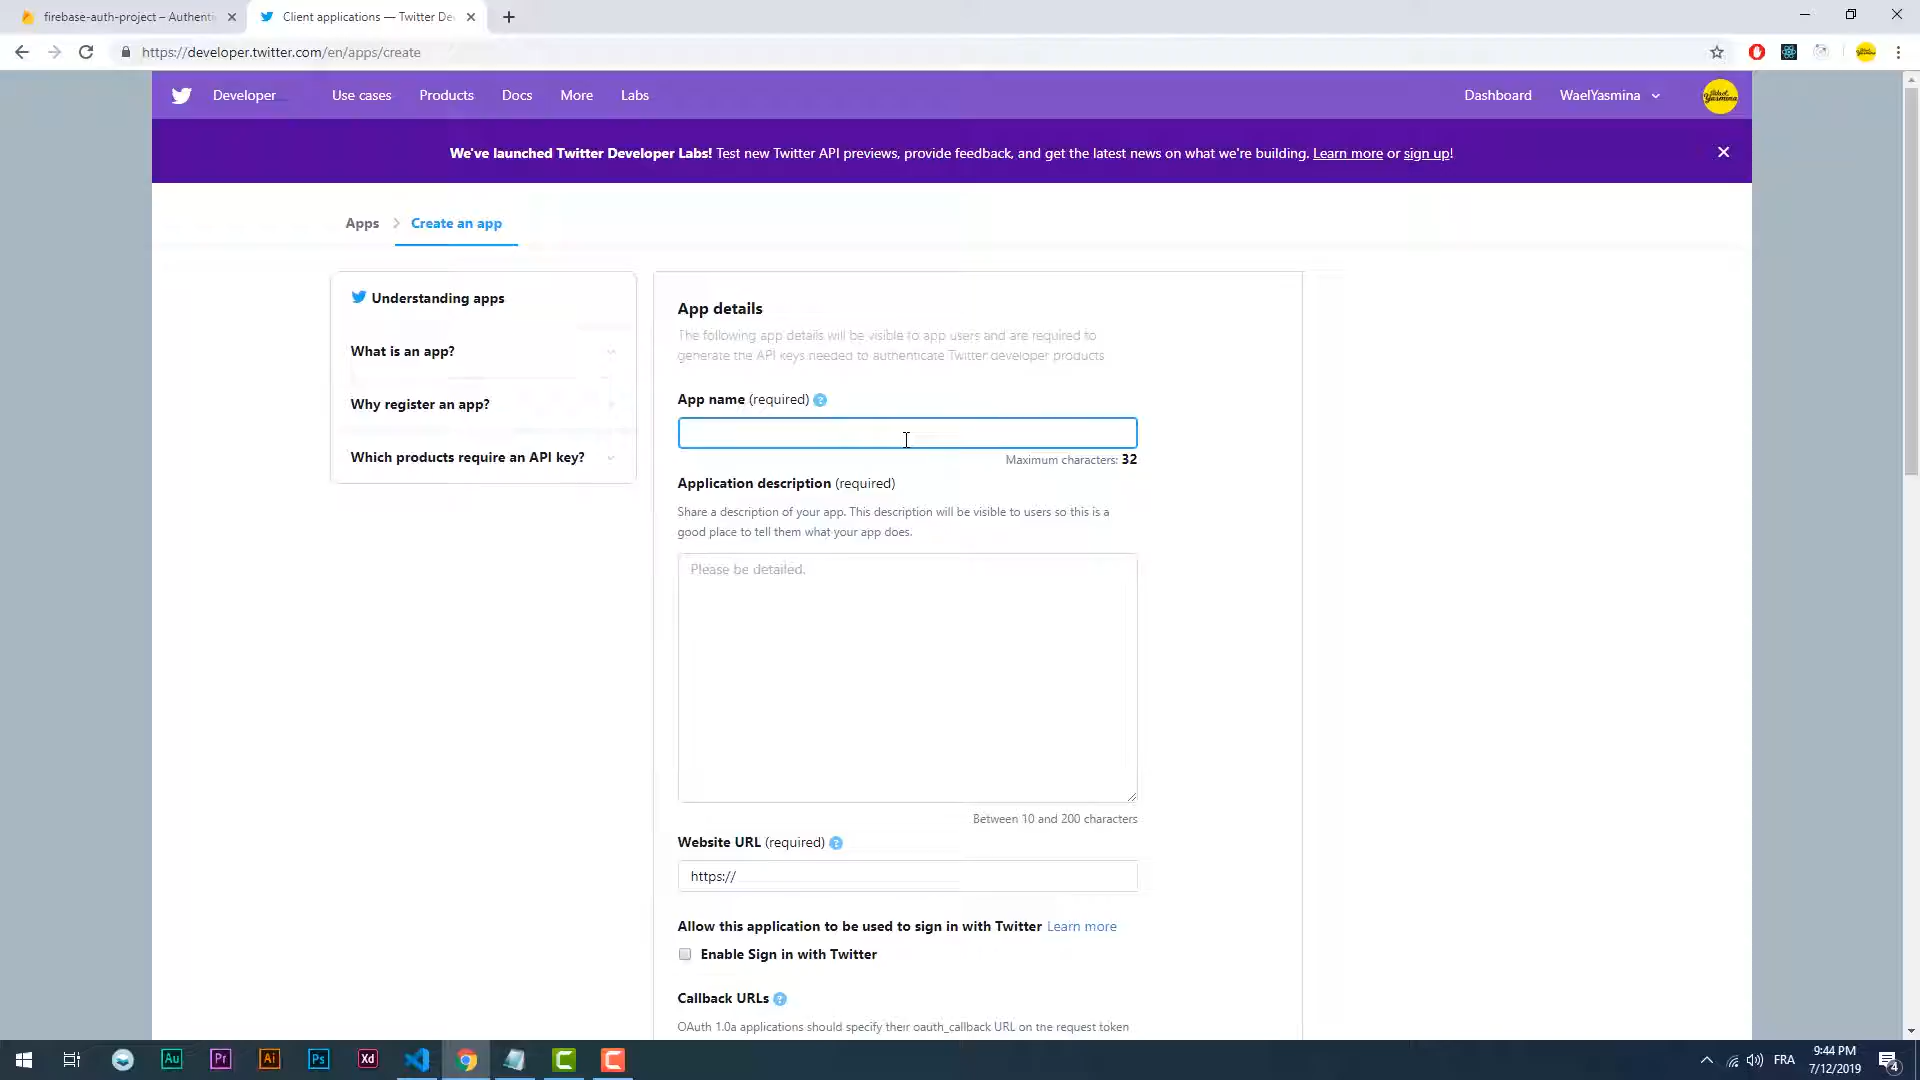 firebase-auth-project – Authenti
Client applications — Twitter De
https://developer.twitter.com/en/apps/create
Developer
Use cases
Products
Docs
More
Labs
Dashboard
WaelYasmina
We've launched Twitter Developer Labs! Test new Twitter API previews, provide feedback, and get the latest news on what we're building. Learn more or sign up!
Apps
Create an app
Understanding apps
What is an app?
Why register an app?
Which products require an API key?
App details
The following app details will be visible to app users and are required to
generate the API keys needed to authenticate Twitter developer products
App name (required) ?
Maximum characters: 32
Application description (required)
Share a description of your app. This description will be visible to users so this is a
good place to tell them what your app does.
Please be detailed.
Between 10 and 200 characters
Website URL (required) ?
https://
Allow this application to be used to sign in with Twitter Learn more
Enable Sign in with Twitter
Callback URLs ?
OAuth 1.0a applications should specify their oauth_callback URL on the request token
Au
Pr
Ai
Ps
Xd
FRA
9:44 PM
7/12/2019
4